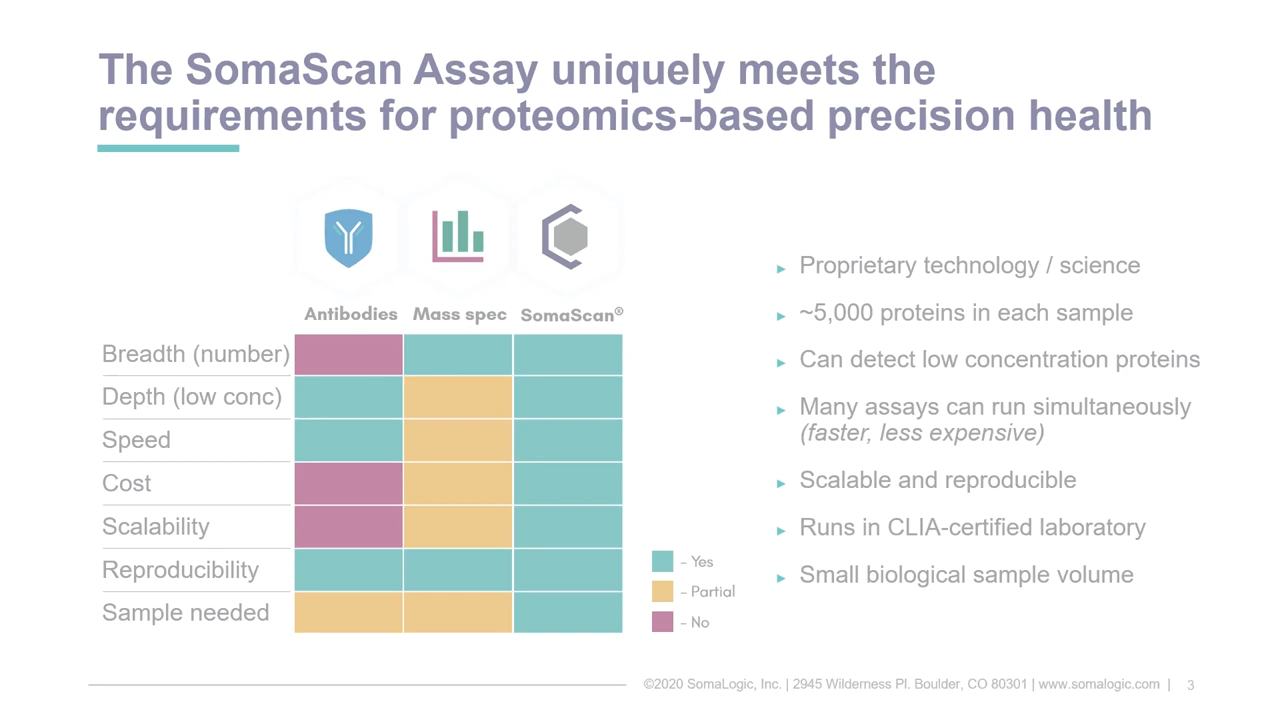 The SomaScan Assay uniquely meets the
requirements for proteomics-based precision health
Antibodies Mass spec SomaScan®
Breadth (number)
Depth (low conc)
Speed
Cost
Scalability
Reproducibility
Sample needed
- Yes
- Partial
- No
▸ Proprietary technology / science
▸ ~5,000 proteins in each sample
▸ Can detect low concentration proteins
▸ Many assays can run simultaneously
(faster, less expensive)
▸ Scalable and reproducible
▸ Runs in CLIA-certified laboratory
▸ Small biological sample volume
©2020 SomaLogic, Inc. | 2945 Wilderness Pl. Boulder, CO 80301 | www.somalogic.com | 3